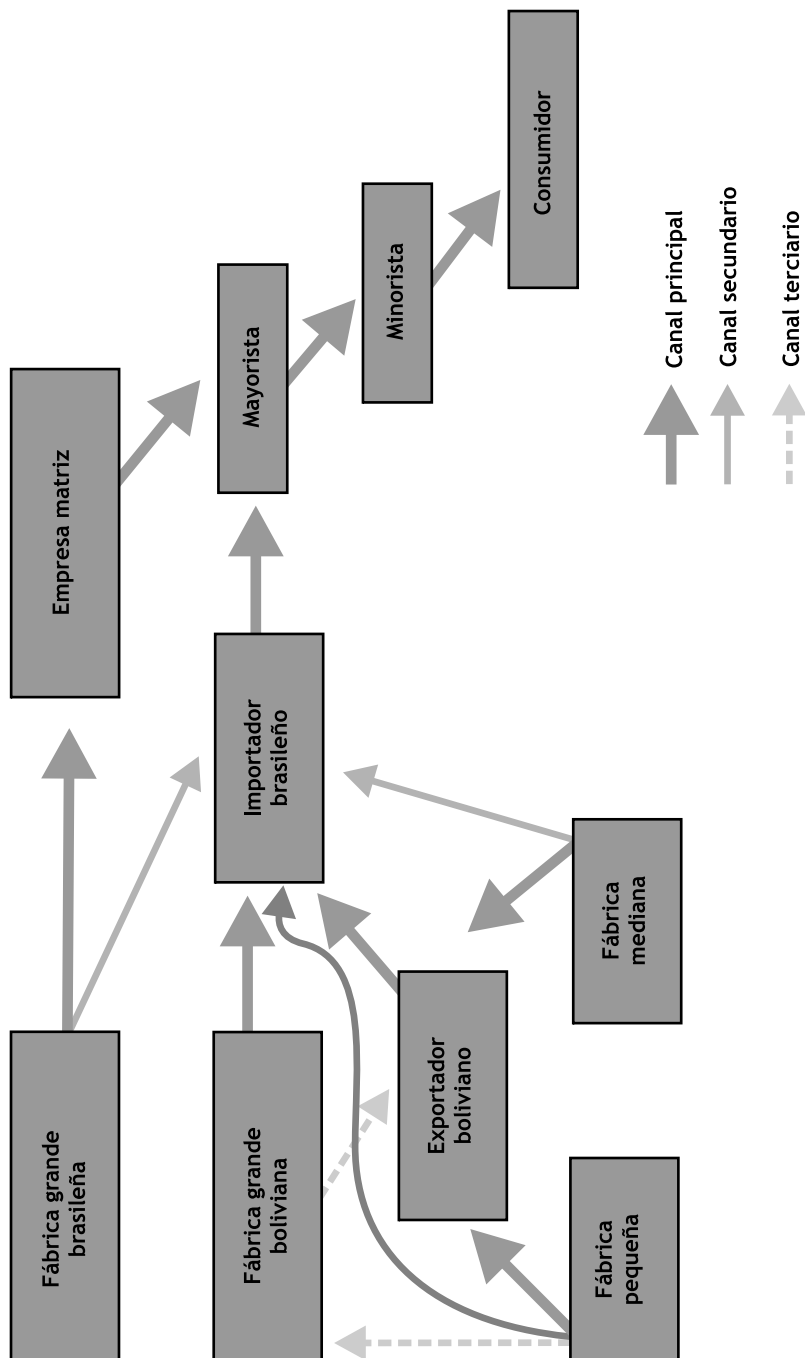 Fábrica grande
brasileña
Empresa matriz
Fábrica grande
boliviana
Importador
brasileño
Mayorista
Exportador
boliviano
Minorista
Fábrica
pequeña
Fábrica
mediana
Consumidor
Canal principal
Canal secundario
Canal terciario